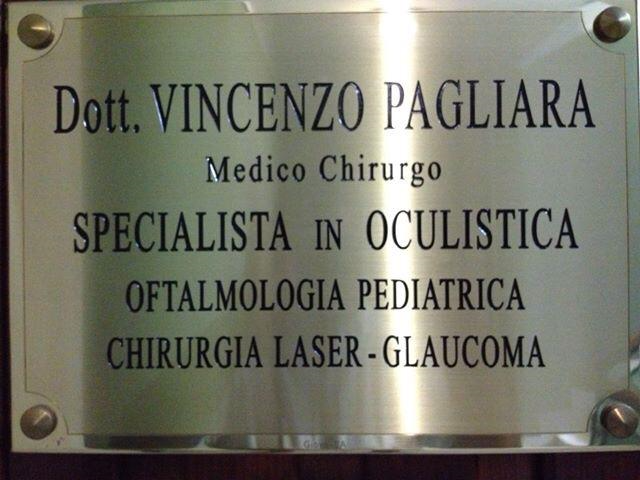 Dott. VINCENZO PAGLIARA
Medico Chirurgo
SPECIALISTA IN OCULISTICA
OFTALMOLOGIA PEDIATRICA
CHIRURGIA LASER - GLAUCOMA